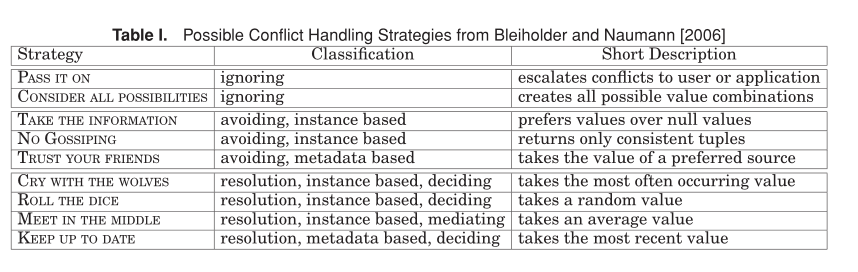 Table I. Possible Conflict Handling Strategies from Bleiholder and Naumann [2006]
Strategy Classification Short Description
PASS IT ON ignoring escalates conflicts to user or application
CONSIDER ALL POSSIBILITIES ignoring creates all possible value combinations
TAKE THE INFORMATION avoiding, instance based prefers values over null values
NO GOSSIPING avoiding, instance based returns only consistent tuples
TRUST YOUR FRIENDS avoiding, metadata based takes the value of a preferred source
CRY WITH THE WOLVES resolution, instance based, deciding takes the most often occurring value
ROLL THE DICE resolution, instance based, deciding takes a random value
MEET IN THE MIDDLE resolution, instance based, mediating takes an average value
KEEP UP TO DATE resolution, metadata based, deciding takes the most recent value